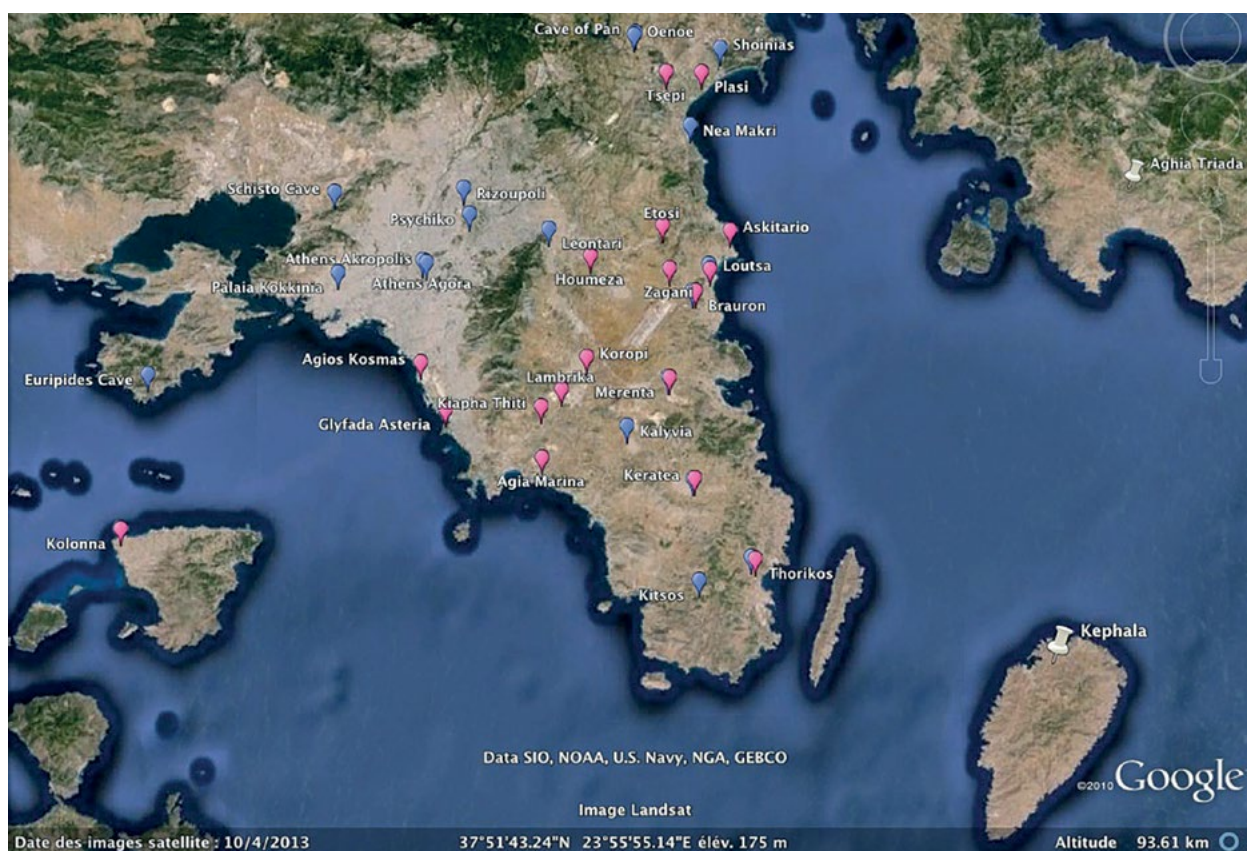 Cave of Pan
Oenoe
Shoinias
Tsepi
Plasi
Nea Makri
Aghia Triada
Schisto Cave
Rizoupoli
Psychiko
Etosi
Askitario
Léontari
Athens Akropolis
Houmeza
Loutsa
Athens Agora
Palaia Kokkinia
Zagani
Brauron
Koropi
Agios Kosmas
Lambrika
Euripides Cave
Merenta
Kiapha Thiti
Glyfada Asteria
Kalyvia
Keratea
Agia Marina
Kolonna
Thorikos
Kitsos
Kephala
Data SIO, NOAA, U.S. Navy, NGA, GEBCO
©2010 Google
Image Landsat
Date des images satellite : 10/4/2013 37°51'43.24"N 23°55'55.14"E élév. 175 m Altitude 93.61 km